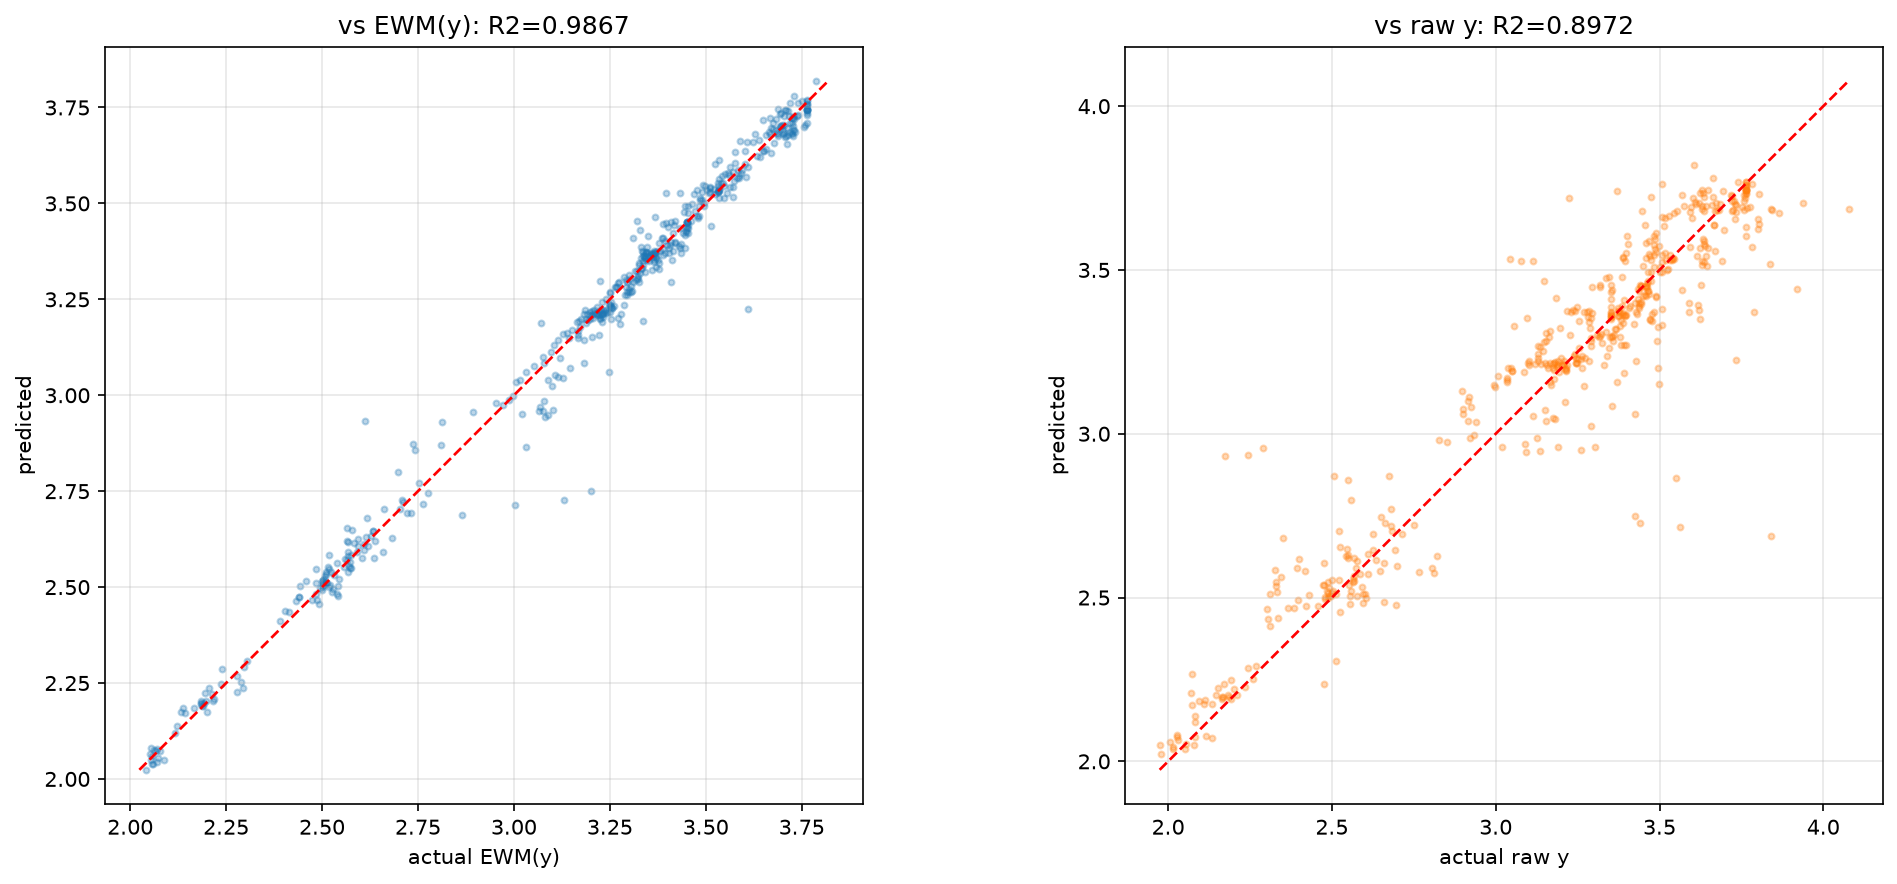 vs EWM(y): R2=0.9867
predicted
3.75
3.50
3.25
3.00
2.75
2.50
2.25
2.00
2.00 2.25 2.50 2.75 3.00 3.25 3.50 3.75
actual EWM(y)
vs raw y: R2=0.8972
predicted
4.0
3.5
3.0
2.5
2.0
2.0 2.5 3.0 3.5 4.0
actual raw y